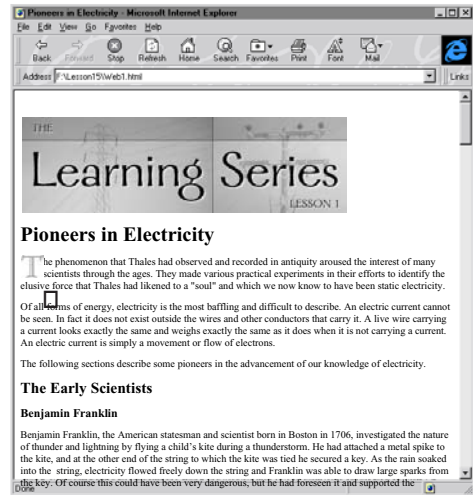 Pioneers in Electricity - Microsoft Internet Explorer
File Edit View Go Favorites Help
Back Forward Stop Refresh Home Search Favorites Print Font Mail
Address F:\Lesson15\Web1.html Links
THE
Learning Series
LESSON 1
Pioneers in Electricity
The phenomenon that Thales had observed and recorded in antiquity aroused the interest of many
scientists through the ages. They made various practical experiments in their efforts to identify the
elusive force that Thales had likened to a "soul" and which we now know to have been static electricity.
Of all forms of energy, electricity is the most baffling and difficult to describe. An electric current cannot
be seen. In fact it does not exist outside the wires and other conductors that carry it. A live wire carrying
a current looks exactly the same and weighs exactly the same as it does when it is not carrying a current.
An electric current is simply a movement or flow of electrons.
The following sections describe some pioneers in the advancement of our knowledge of electricity.
The Early Scientists
Benjamin Franklin
Benjamin Franklin, the American statesman and scientist born in Boston in 1706, investigated the nature
of thunder and lightning by flying a child's kite during a thunderstorm. He had attached a metal spike to
the kite, and at the other end of the string to which the kite was tied he secured a key. As the rain soaked
into the string, electricity flowed freely down the string and Franklin was able to draw large sparks from
the key. Of course this could have been very dangerous, but he had foreseen it and supported the
Done